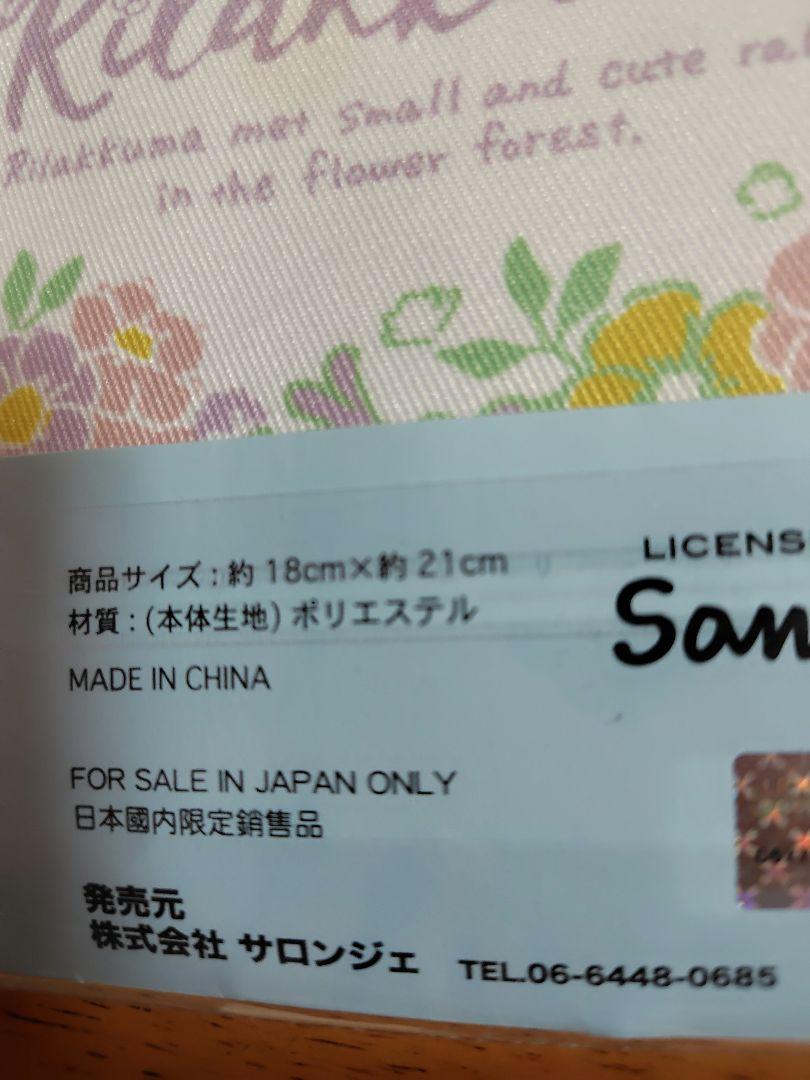 Rilakk
Rilakkuma met small and cute
in the flower forest.
商品サイズ：約 18cm×約 21cm
材質：(本体生地) ポリエステル
MADE IN CHINA
FOR SALE IN JAPAN ONLY
日本國内限定銷售品
発売元
株式会社 サロンジェ TEL.06-6448-0685
LICENS
San